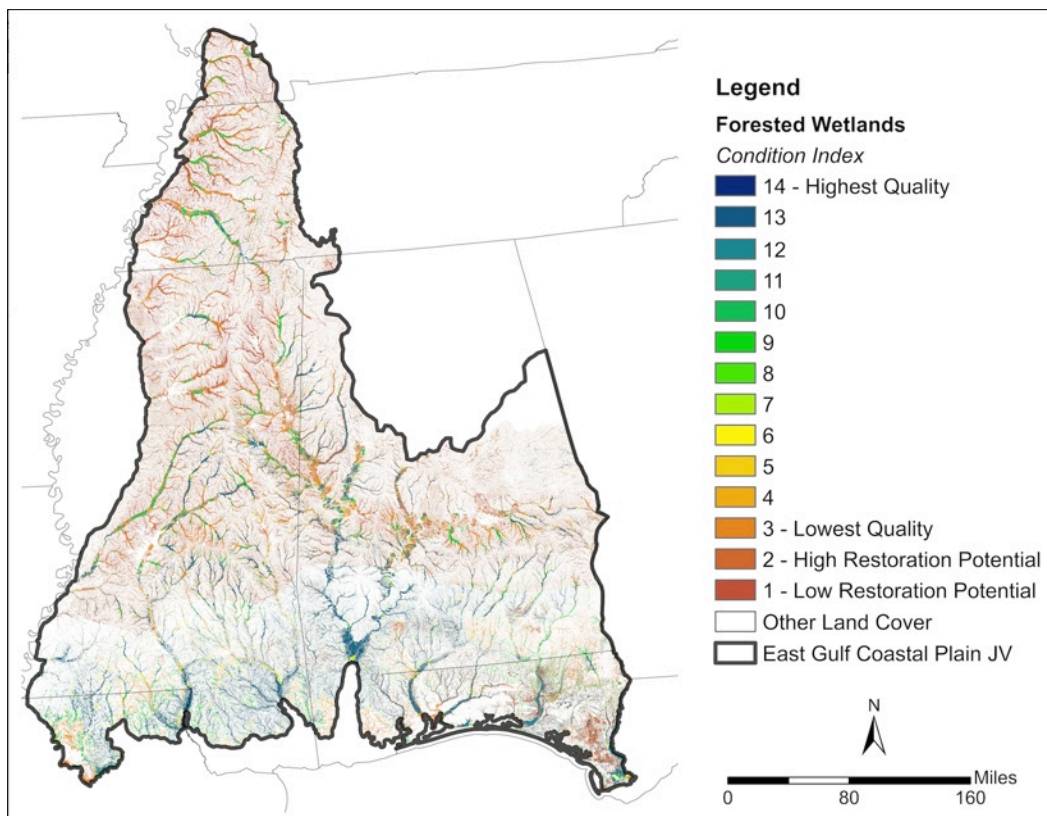 Legend
Forested Wetlands
Condition Index
14 - Highest Quality
13
12
11
10
9
8
7
6
5
4
3 - Lowest Quality
2 - High Restoration Potential
1 - Low Restoration Potential
Other Land Cover
East Gulf Coastal Plain JV
N
Miles
0 80 160